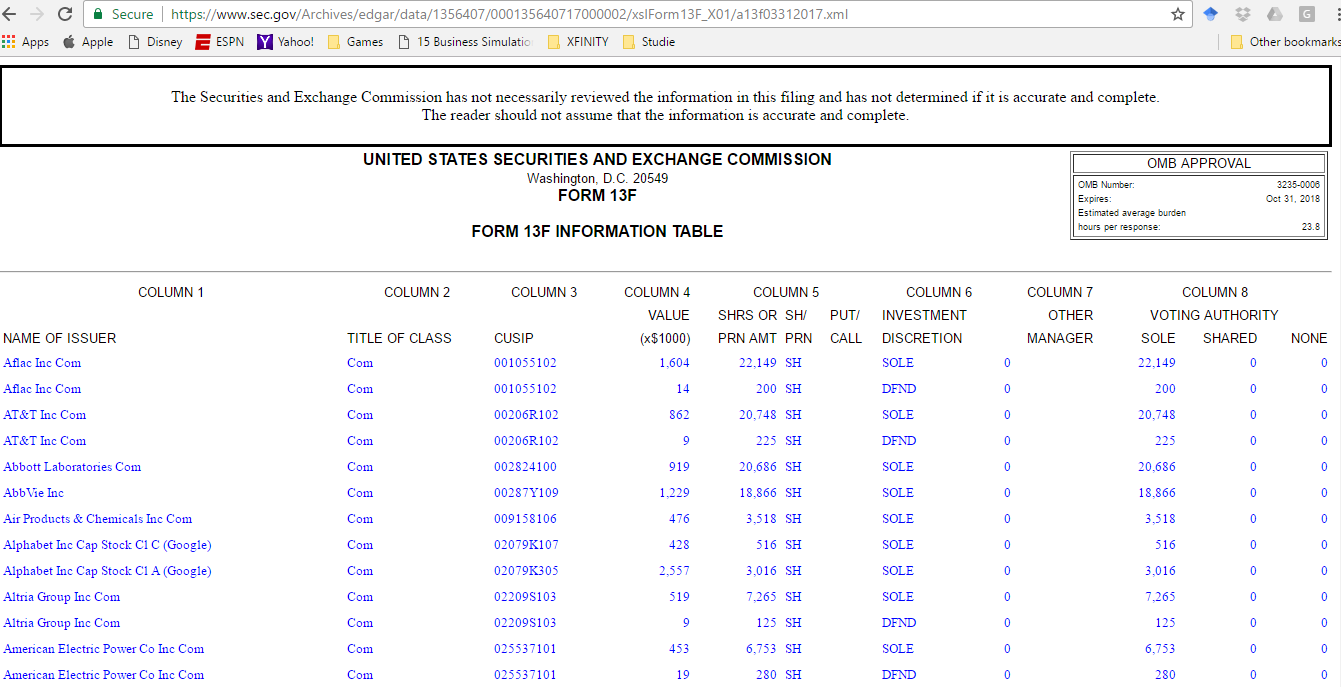 Secure https://www.sec.gov/Archives/edgar/data/1356407/000135640717000002/xslForm13F_X01/a13f03312017.xml G
Apps Apple Disney ESPN Yahoo! Games 15 Business Simulatio XFINITY Studie Other bookmarks
The Securities and Exchange Commission has not necessarily reviewed the information in this filing and has not determined if it is accurate and complete.
The reader should not assume that the information is accurate and complete.
UNITED STATES SECURITIES AND EXCHANGE COMMISSION
Washington, D.C. 20549
FORM 13F
FORM 13F INFORMATION TABLE
OMB APPROVAL
OMB Number: 3235-0006
Expires: Oct 31, 2018
Estimated average burden
hours per response: 23.8
COLUMN 1 COLUMN 2 COLUMN 3 COLUMN 4 COLUMN 5 COLUMN 6 COLUMN 7 COLUMN 8
VALUE SHRS OR SH/ PUT/ INVESTMENT OTHER VOTING AUTHORITY
NAME OF ISSUER TITLE OF CLASS CUSIP (x$1000) PRN AMT PRN CALL DISCRETION MANAGER SOLE SHARED NONE
Aflac Inc Com Com 001055102 1,604 22,149 SH SOLE 0 22,149 0 0
Aflac Inc Com Com 001055102 14 200 SH DFND 0 200 0 0
AT&T Inc Com Com 00206R102 862 20,748 SH SOLE 0 20,748 0 0
AT&T Inc Com Com 00206R102 9 225 SH DFND 0 225 0 0
Abbott Laboratories Com Com 002824100 919 20,686 SH SOLE 0 20,686 0 0
AbbVie Inc Com 00287Y109 1,229 18,866 SH SOLE 0 18,866 0 0
Air Products & Chemicals Inc Com Com 009158106 476 3,518 SH SOLE 0 3,518 0 0
Alphabet Inc Cap Stock Cl C (Google) Com 02079K107 428 516 SH SOLE 0 516 0 0
Alphabet Inc Cap Stock Cl A (Google) Com 02079K305 2,557 3,016 SH SOLE 0 3,016 0 0
Altria Group Inc Com Com 02209S103 519 7,265 SH SOLE 0 7,265 0 0
Altria Group Inc Com Com 02209S103 9 125 SH DFND 0 125 0 0
American Electric Power Co Inc Com Com 025537101 453 6,753 SH SOLE 0 6,753 0 0
American Electric Power Co Inc Com Com 025537101 19 280 SH DFND 0 280 0 0